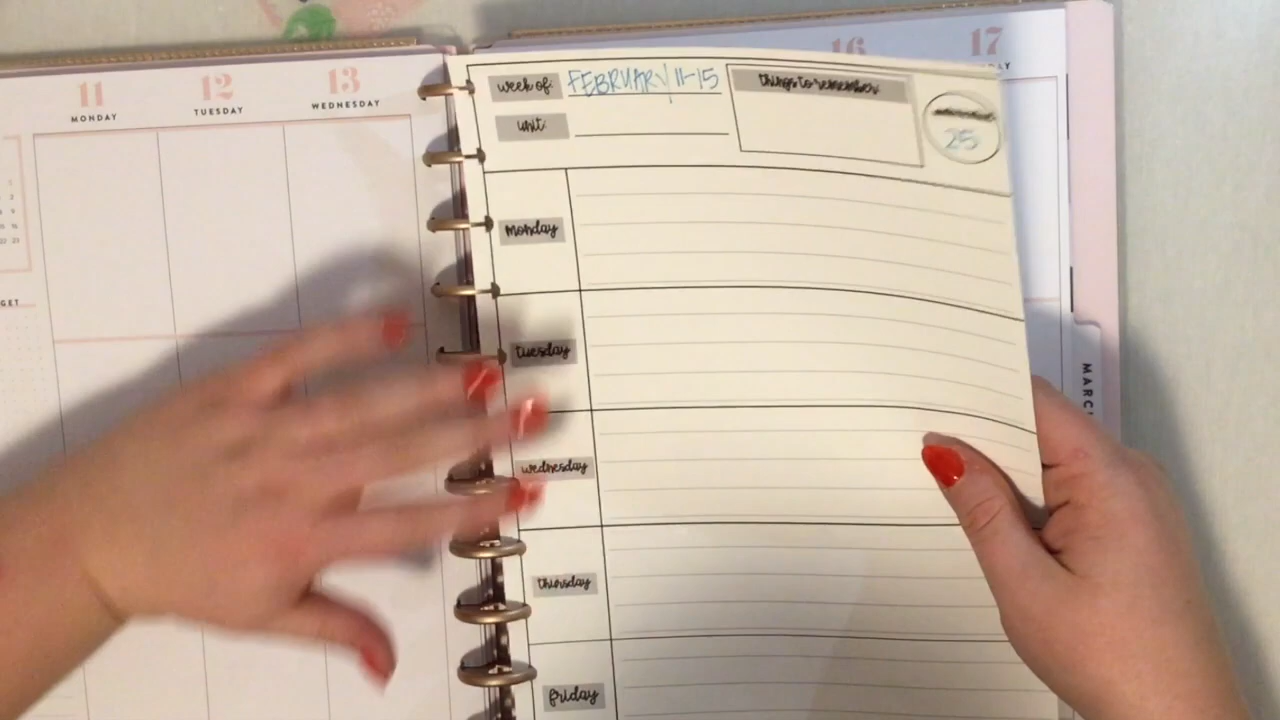 11
MONDAY
12
TUESDAY
13
WEDNESDAY
16
17
week of: FEBRUARY 11-15
unit:
things to remember:
25
monday
tuesday
wednesday
thursday
friday